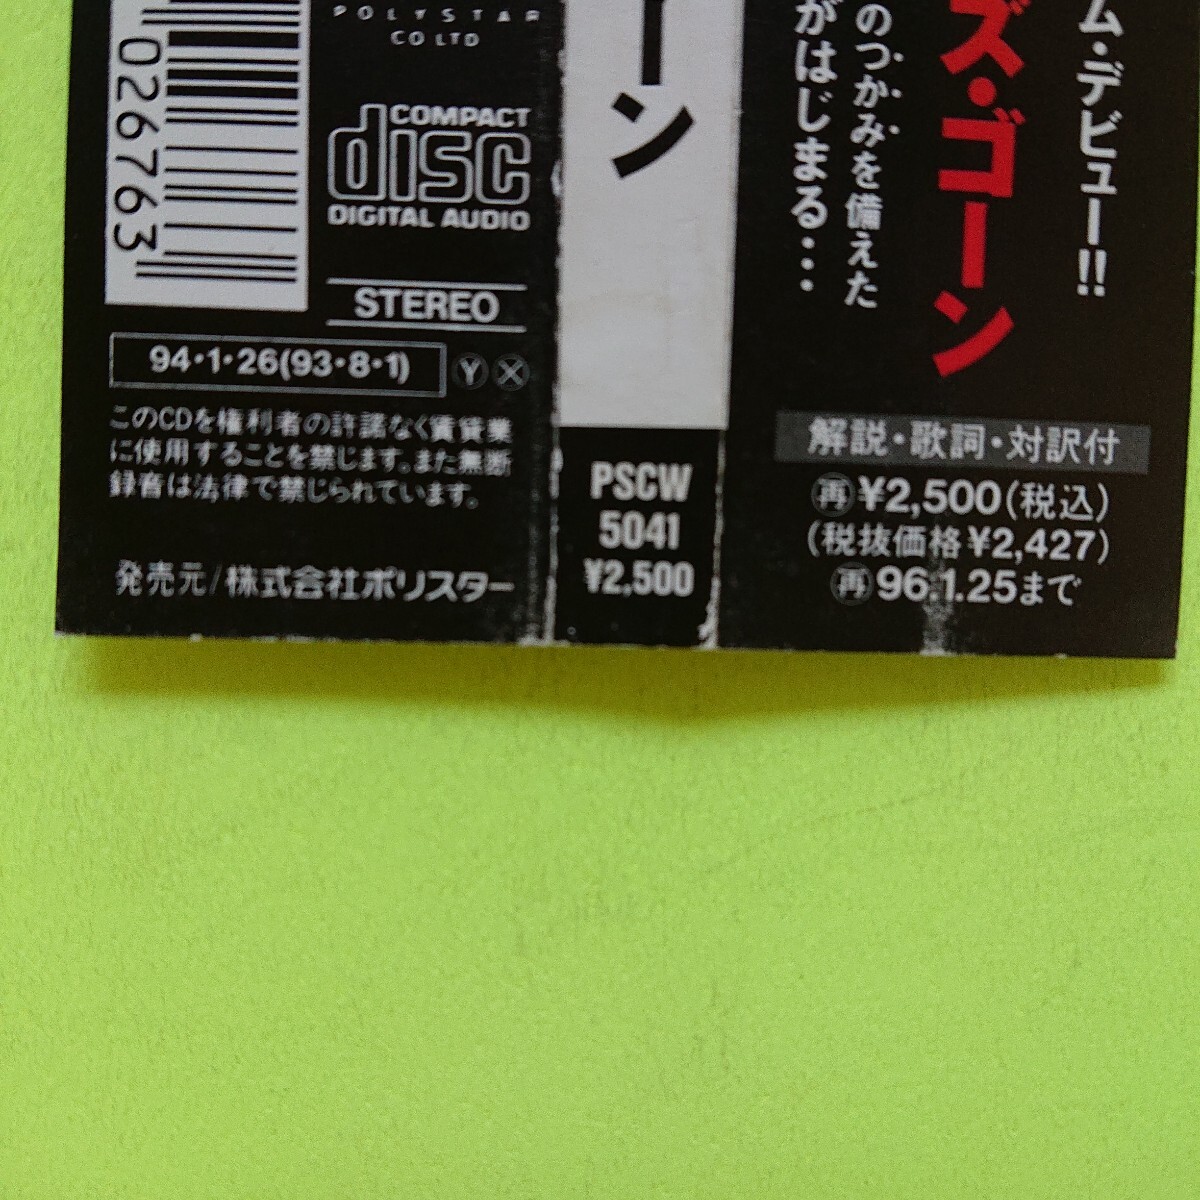 026763
POLYSTAR
CO LTD
COMPACT
disc
DIGITAL AUDIO
STEREO
94・1・26(93・8・1) Ⓨ Ⓧ
このCDを権利者の許諾なく賃貸業
に使用することを禁じます。また無断
録音は法律で禁じられています。
発売元/株式会社ポリスター
ーン
PSCW
5041
¥2,500
ム・デビュー!!
ズ・ゴーン
のつかみを備えた
がはじまる・・・
解説・歌詞・対訳付
㊢¥2,500(税込)
(税抜価格¥2,427)
再96.1.25まで